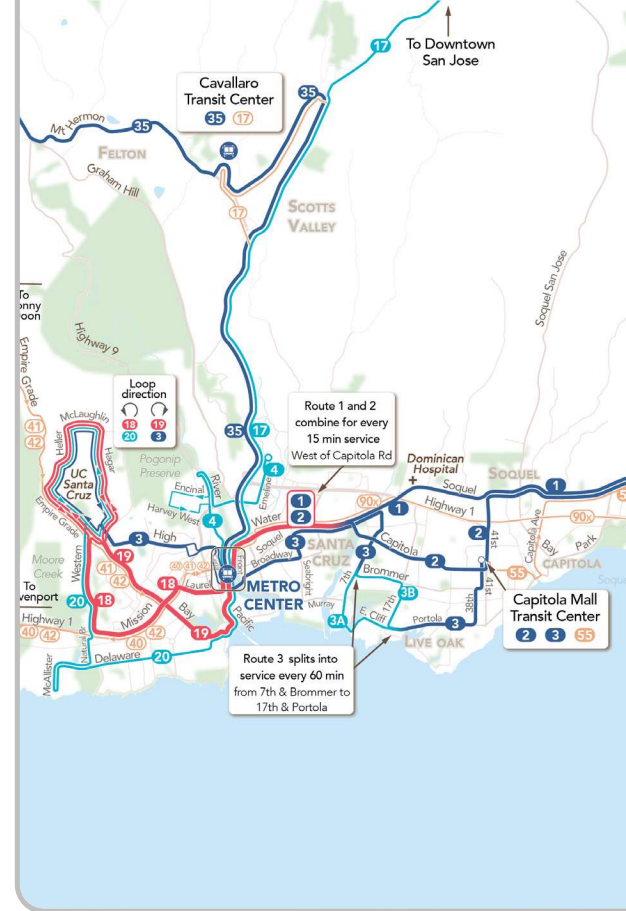 17
To Downtown
San Jose
Cavallaro
Transit Center
35 17
35
Mt Hermon
35
FELTON
Graham Hill
17
SCOTTS
VALLEY
Soquel San Jose
To
onny
oon
Highway 9
Empire Grade
Loop
direction
18 19
20 3
McLaughlin
41
42
Heller
Hagar
UC
Santa
Cruz
Pogonip
Preserve
35 17
Route 1 and 2
combine for every
15 min service
West of Capitola Rd
Dominican
Hospital
SOQUEL
4
Encinal
River
Emeline
Harvey West
4
Water
1
2
90x
Soquel
1
1
Highway 1
90x
5
Empire Grade
3
High
Soquel
Broadway
3
SANTA
CRUZ
Capitola
2
41st
Capitola Ave
Bay
Park
CAPITOLA
Soque
Moore
Creek
19
41
42
40 41 42
Front
METRO
CENTER
Seabright
3
7th
2
55
To
venport
Western
20
18
18
Laurel
Brommer
3B
17th
41st
38th
Capitola Mall
Transit Center
2 3 55
Highway 1
40 42
Mission
Bay
40
42
19
Pacific
Murray
3A
E. Cliff
Portola
3
LIVE OAK
Natural Br.
Delaware
20
McAllister
Route 3 splits into
service every 60 min
from 7th & Brommer to
17th & Portola